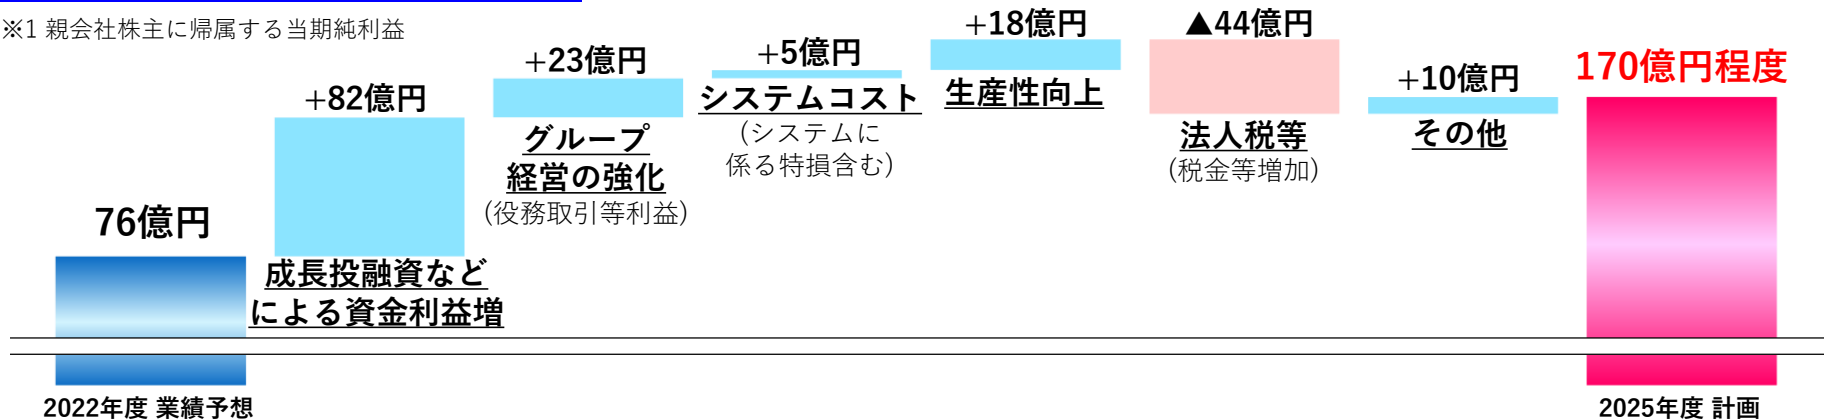 ※1 親会社株主に帰属する当期純利益
76億円
2022年度 業績予想
+82億円
成長投融資など
による資金利益増
+23億円
グループ
経営の強化
(役務取引等利益)
+5億円
システムコスト
(システムに
係る特損含む)
+18億円
生産性向上
▲44億円
法人税等
(税金等増加)
+10億円
その他
170億円程度
2025年度 計画